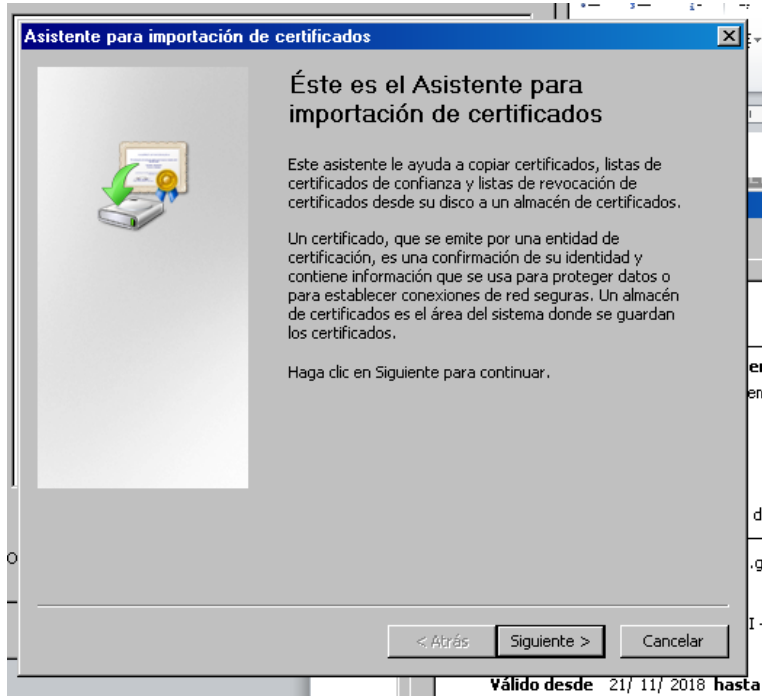 Asistente para importación de certificados
Éste es el Asistente para
importación de certificados
Este asistente le ayuda a copiar certificados, listas de
certificados de confianza y listas de revocación de
certificados desde su disco a un almacén de certificados.
Un certificado, que se emite por una entidad de
certificación, es una confirmación de su identidad y
contiene información que se usa para proteger datos o
para establecer conexiones de red seguras. Un almacén
de certificados es el área del sistema donde se guardan
los certificados.
Haga clic en Siguiente para continuar.
< Atrás
Siguiente >
Cancelar
Válido desde 21/ 11/ 2018 hasta